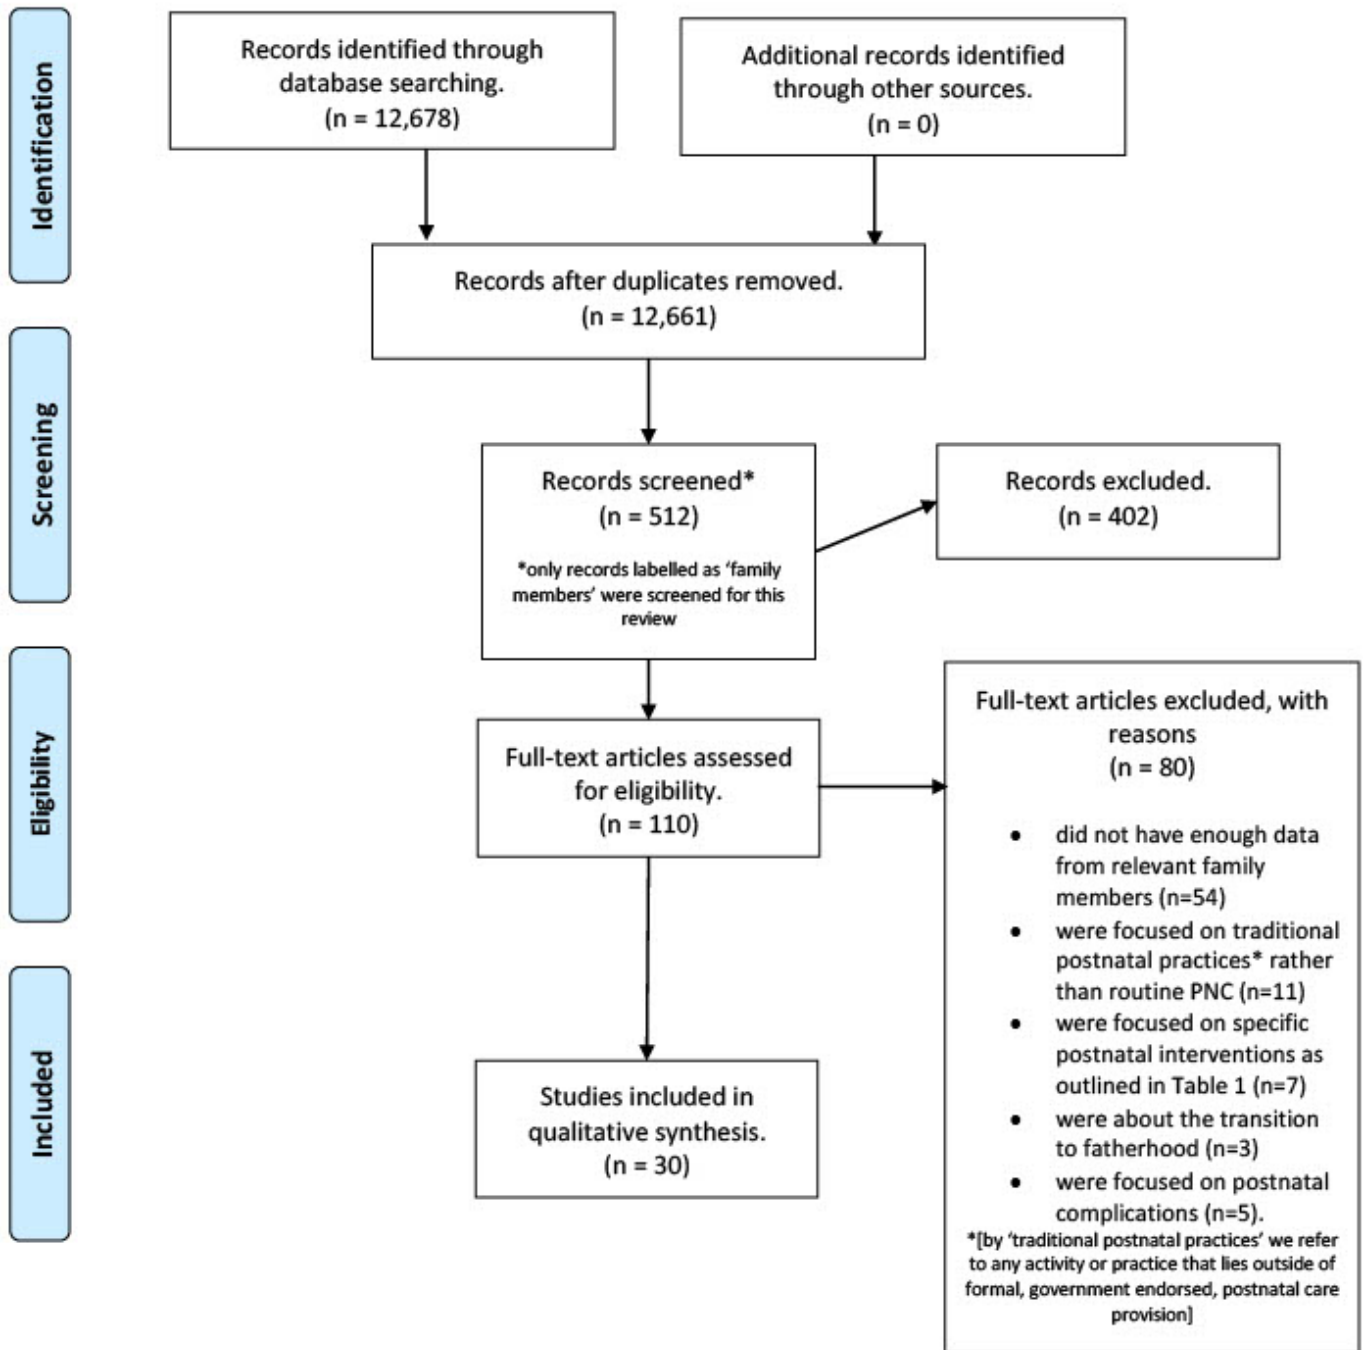 Identification
Records identified through
database searching.
(n = 12,678)
Additional records identified
through other sources.
(n = 0)
Records after duplicates removed.
(n = 12,661)
Screening
Records screened*
(n = 512)
*only records labelled as ‘family
members’ were screened for this
review
Records excluded.
(n = 402)
Eligibility
Full-text articles assessed
for eligibility.
(n = 110)
Full-text articles excluded, with
reasons
(n = 80)
• did not have enough data
from relevant family
members (n=54)
• were focused on traditional
postnatal practices* rather
than routine PNC (n=11)
• were focused on specific
postnatal interventions as
outlined in Table 1 (n=7)
• were about the transition
to fatherhood (n=3)
• were focused on postnatal
complications (n=5).
*[by ‘traditional postnatal practices’ we refer
to any activity or practice that lies outside of
formal, government endorsed, postnatal care
provision]
Included
Studies included in
qualitative synthesis.
(n = 30)